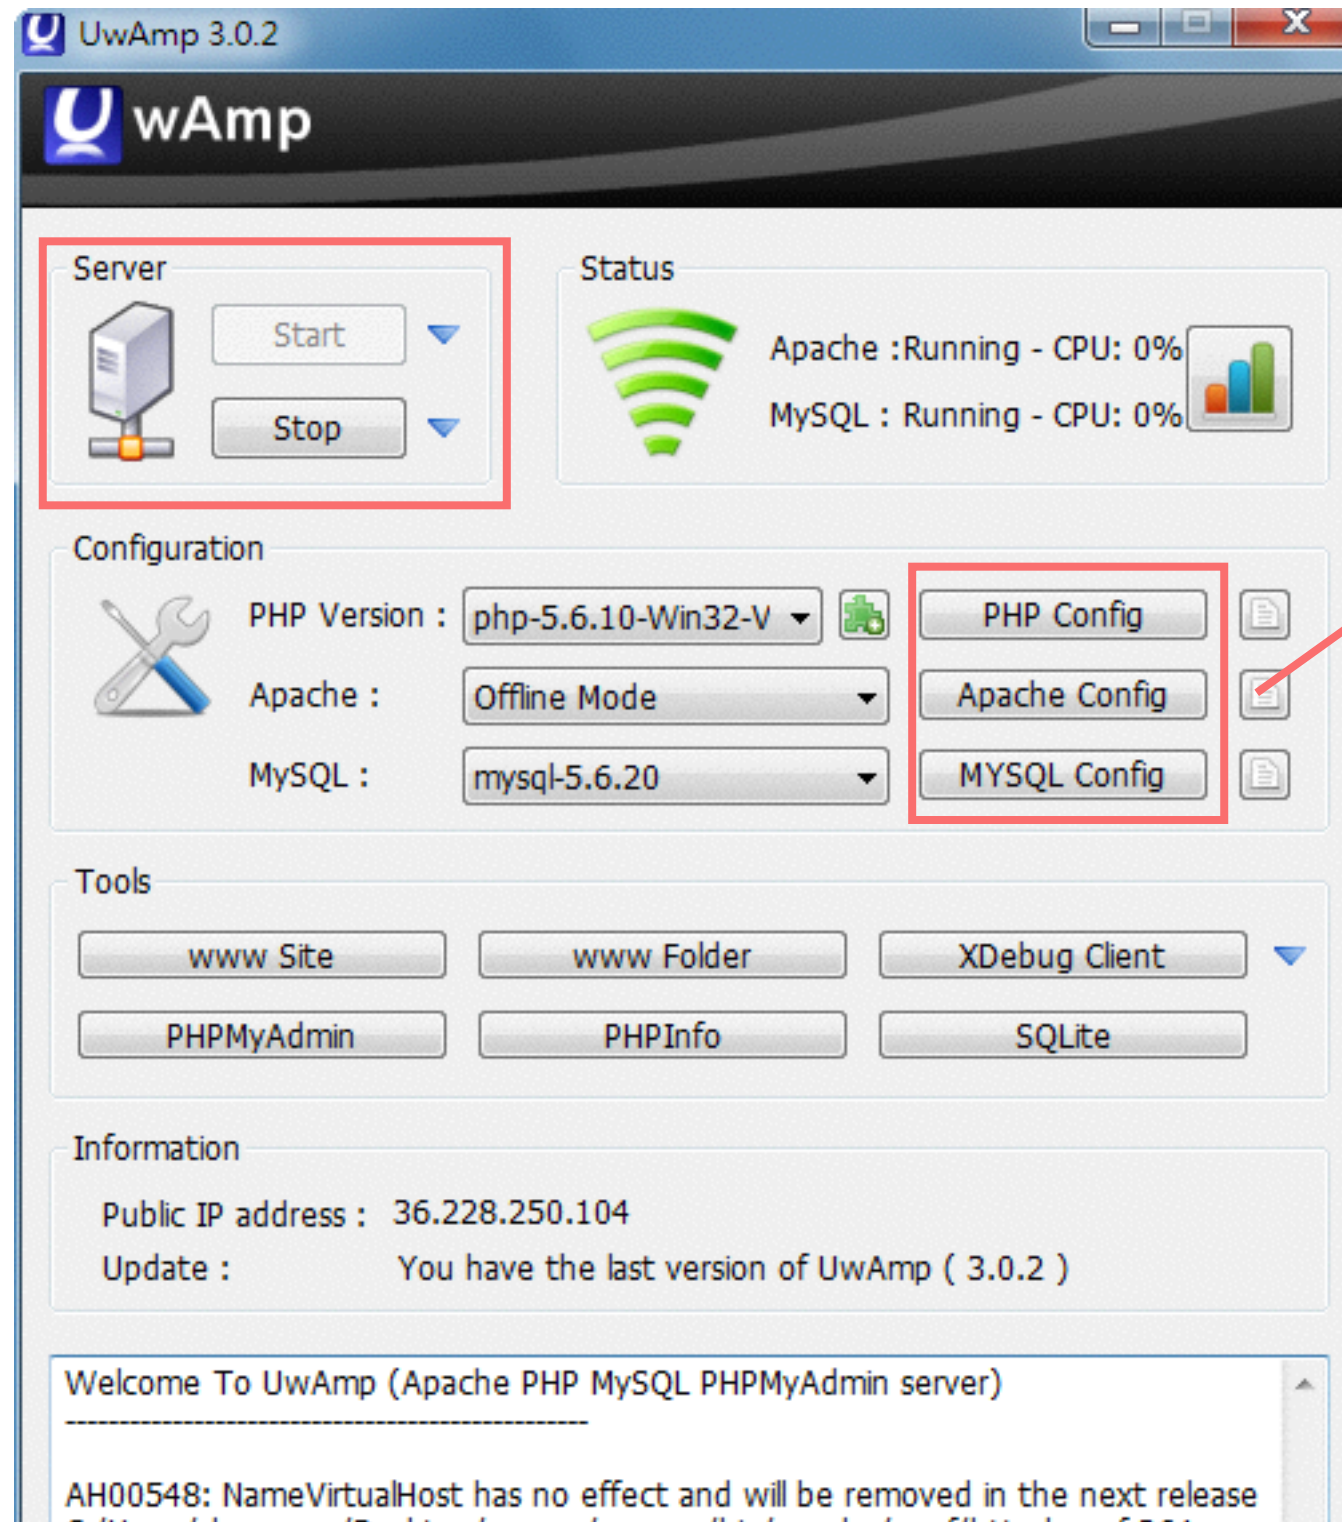 UwAmp 3.0.2
UwAmp
Server
Start
Stop
Status
Apache :Running - CPU: 0%
MySQL : Running - CPU: 0%
Configuration
PHP Version : php-5.6.10-Win32-V PHP Config
Apache : Offline Mode Apache Config
MySQL : mysql-5.6.20 MYSQL Config
Tools
www Site www Folder XDebug Client
PHPMyAdmin PHPInfo SQLite
Information
Public IP address : 36.228.250.104
Update : You have the last version of UwAmp ( 3.0.2 )
Welcome To UwAmp (Apache PHP MySQL PHPMyAdmin server)
--------------------------------------------------
AH00548: NameVirtualHost has no effect and will be removed in the next release